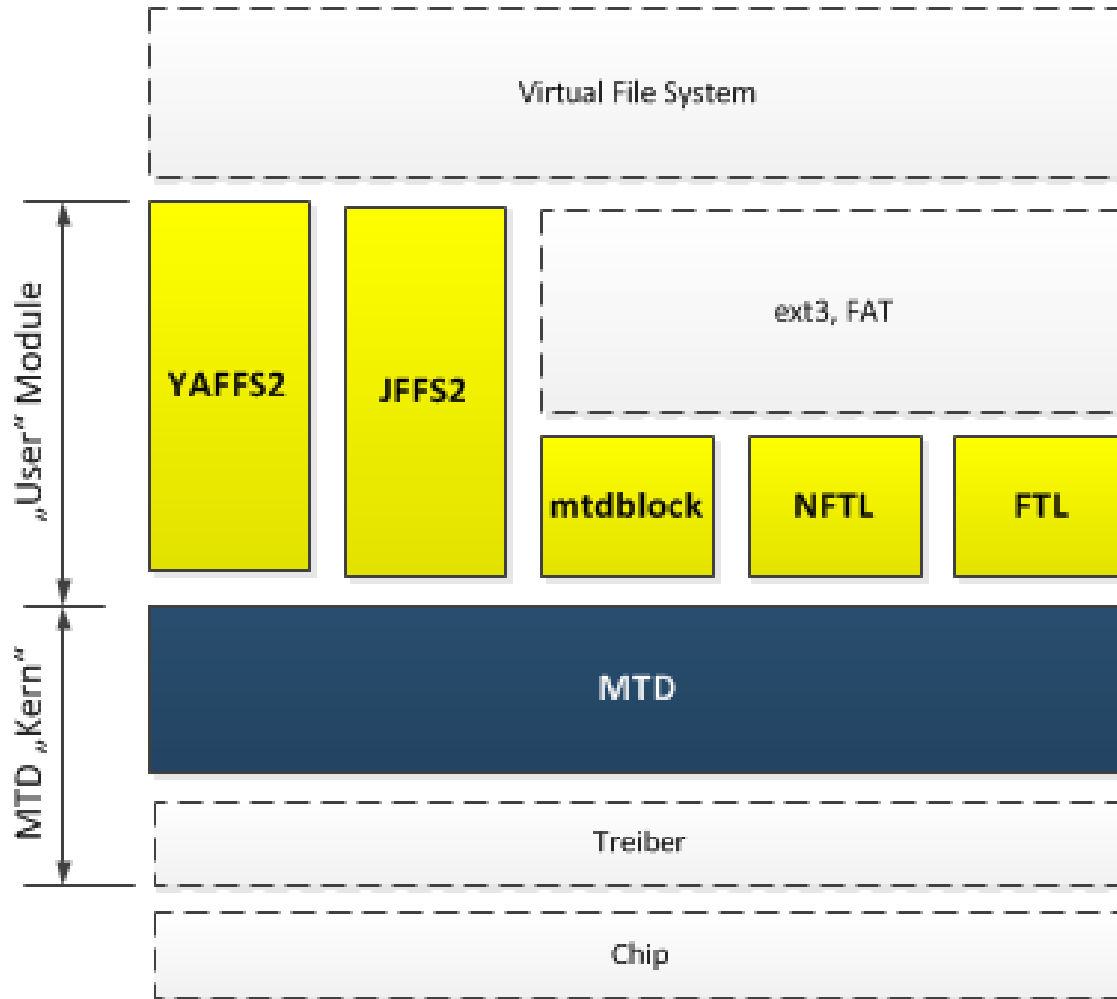 Virtual File System
„User“ Module
YAFFS2
JFFS2
ext3, FAT
mtdblock
NFTL
FTL
MTD „Kern“
MTD
Treiber
Chip